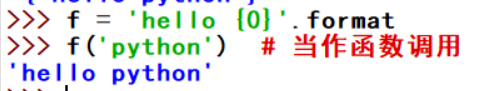 >>> f = 'hello {0}'.format
>>> f('python')  # 当作函数调用
'hello python'